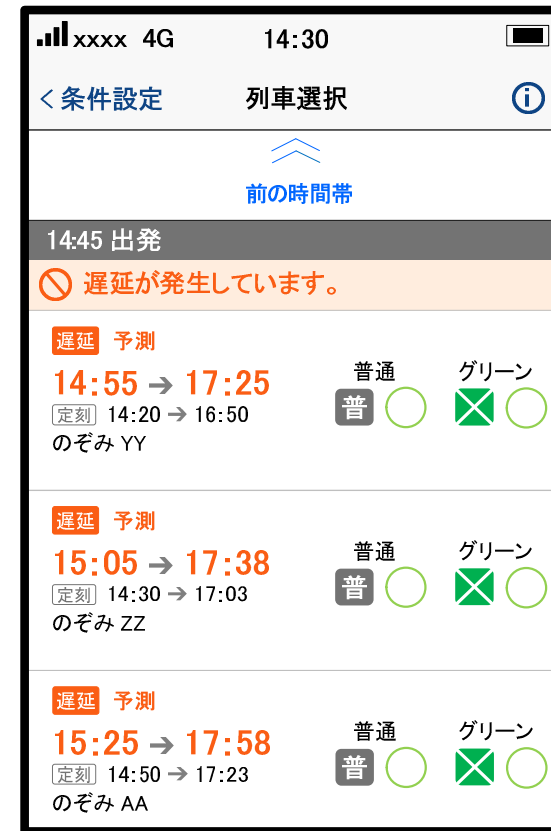 xxxx 4G 14:30
条件設定 列車選択
前の時間帯
14:45 出発
遅延が発生しています。
遅延 予測
14:55 → 17:25 普通 グリーン
定刻 14:20 → 16:50 普
のぞみ YY
遅延 予測
15:05 → 17:38 普通 グリーン
定刻 14:30 → 17:03 普
のぞみ ZZ
遅延 予測
15:25 → 17:58 普通 グリーン
定刻 14:50 → 17:23 普
のぞみ AA